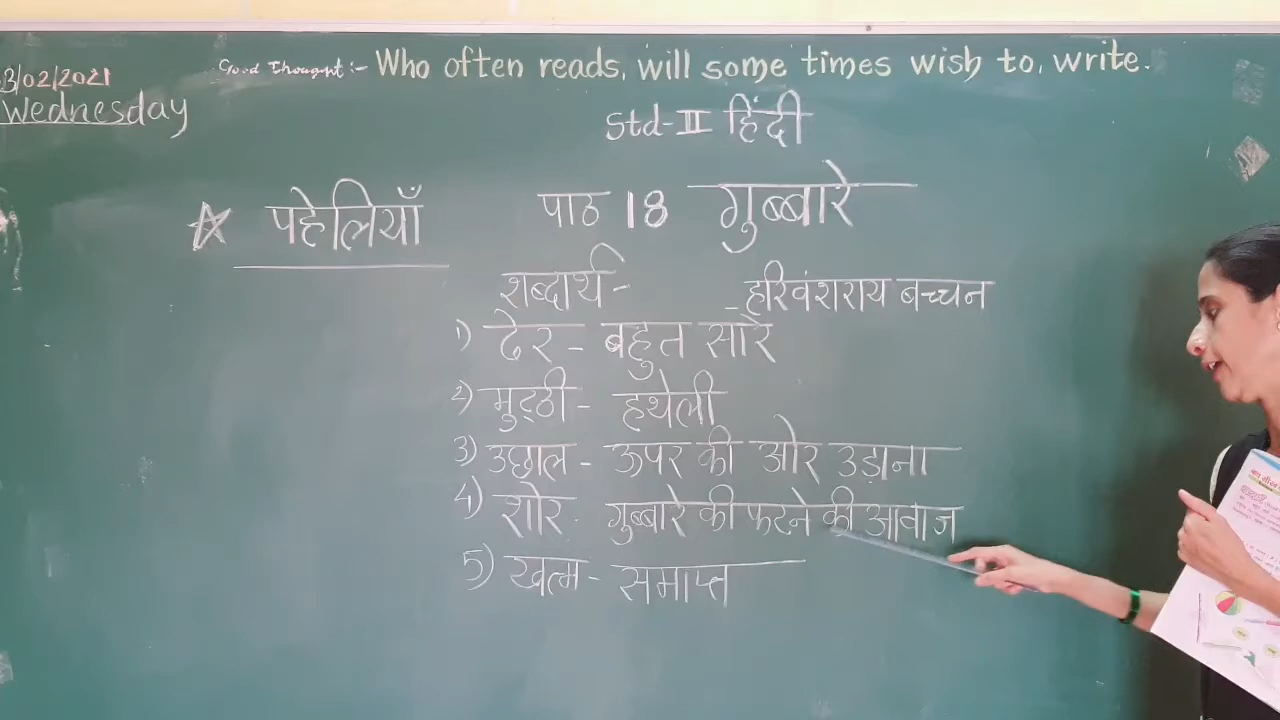 3/02/2021
Wednesday
Good Thought :- Who often reads, will some times wish to, write.
Std-II हिंदी
पहेलियाँ
पाठ 18 गुब्बारे
शब्दार्थ -
- हरिवंशराय बच्चन
1) ढेर - बहुत सारे
2) मुट्ठी - हथेली
3) उछाल - ऊपर की ओर उड़ाना
4) शोर - गुब्बारे की फटने की आवाज
5) खत्म - समाप्त